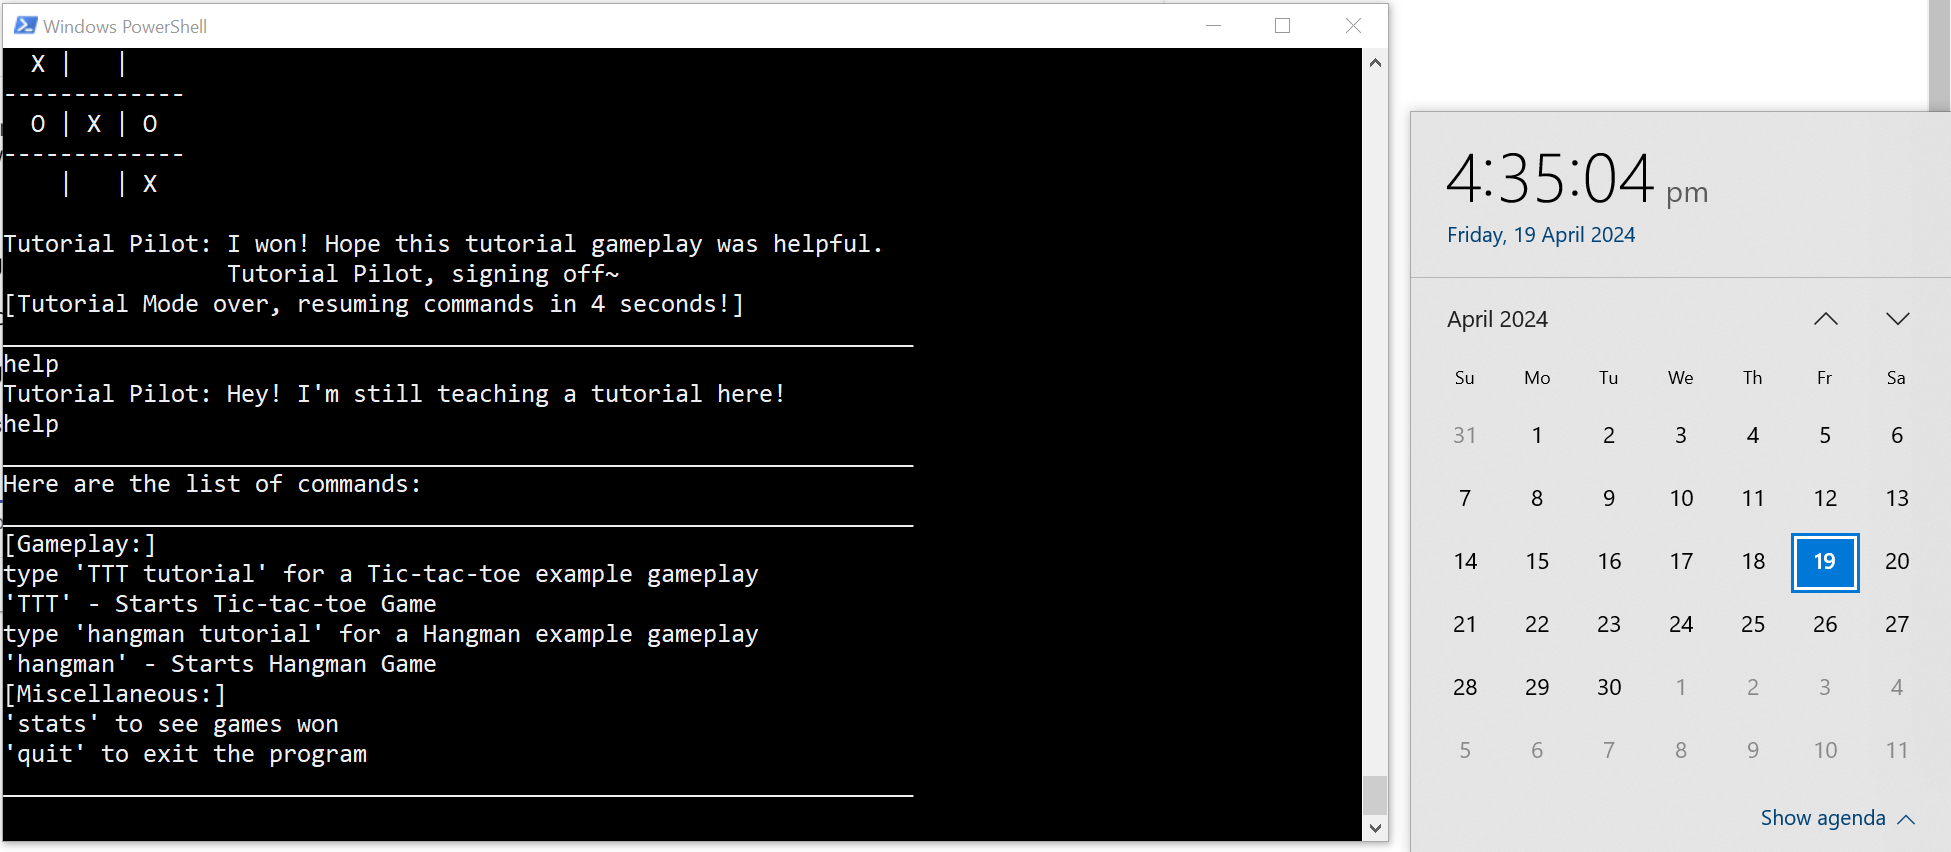 Windows PowerShell
X |   |
-------------
O | X | O
-------------
  |   | X
Tutorial Pilot: I won! Hope this tutorial gameplay was helpful.
Tutorial Pilot, signing off~
[Tutorial Mode over, resuming commands in 4 seconds!]
help
Tutorial Pilot: Hey! I'm still teaching a tutorial here!
help
Here are the list of commands:
[Gameplay:]
type 'TTT tutorial' for a Tic-tac-toe example gameplay
'TTT' - Starts Tic-tac-toe Game
type 'hangman tutorial' for a Hangman example gameplay
'hangman' - Starts Hangman Game
[Miscellaneous:]
'stats' to see games won
'quit' to exit the program
4:35:04 pm
Friday, 19 April 2024
April 2024
Su Mo Tu We Th Fr Sa
31 1 2 3 4 5 6
7 8 9 10 11 12 13
14 15 16 17 18 19 20
21 22 23 24 25 26 27
28 29 30 1 2 3 4
5 6 7 8 9 10 11
Show agenda